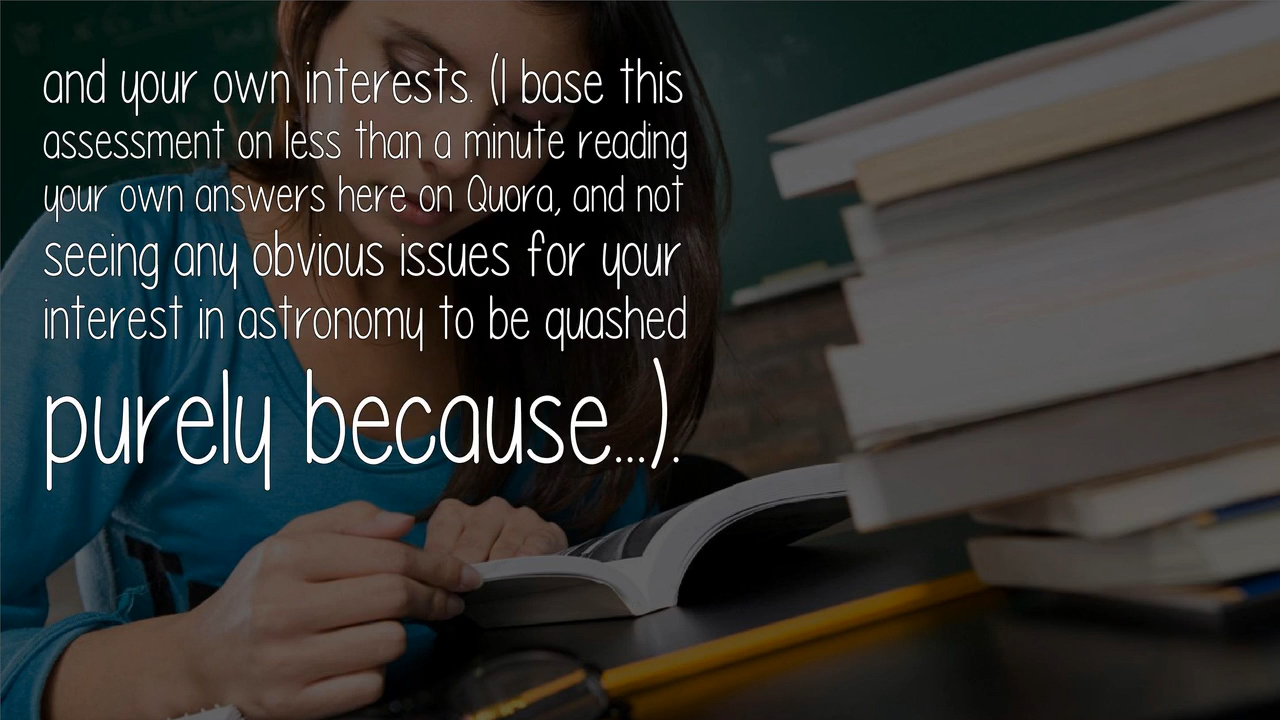 and your own interests. (I base this
assessment on less than a minute reading
your own answers here on Quora, and not
seeing any obvious issues for your
interest in astronomy to be quashed
purely because...).